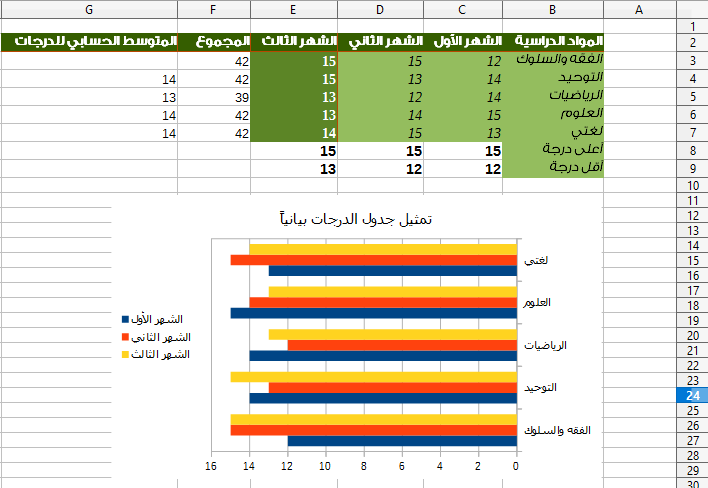 A B C D E F G
1
2 المواد الدراسية الشهر الأول الشهر الثاني الشهر الثالث المجموع المتوسط الحسابي للدرجات
3 الفقه والسلوك 12 15 15 42
4 التوحيد 14 13 15 42 14
5 الرياضيات 14 12 13 39 13
6 العلوم 15 14 13 42 14
7 لغتي 13 15 14 42 14
8 أعلى درجة 15 15 15
9 أقل درجة 12 12 13
10
11
12 تمثيل جدول الدرجات بيانياً
13
14
15 لغتي
16
17
18 العلوم
19 الشهر الأول
20 الشهر الثاني
21 الرياضيات
22 الشهر الثالث
23
24 التوحيد
25
26
27 الفقه والسلوك
28
29 0 2 4 6 8 10 12 14 16
30